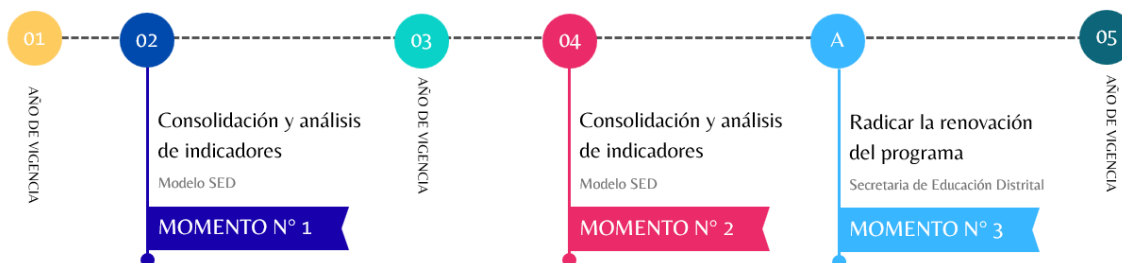 01
AÑO DE VIGENCIA
02
Consolidación y análisis
de indicadores
Modelo SED
MOMENTO N° 1
03
AÑO DE VIGENCIA
04
Consolidación y análisis
de indicadores
Modelo SED
MOMENTO N° 2
A
Radicar la renovación
del programa
Secretaria de Educación Distrital
MOMENTO N° 3
05
AÑO DE VIGENCIA